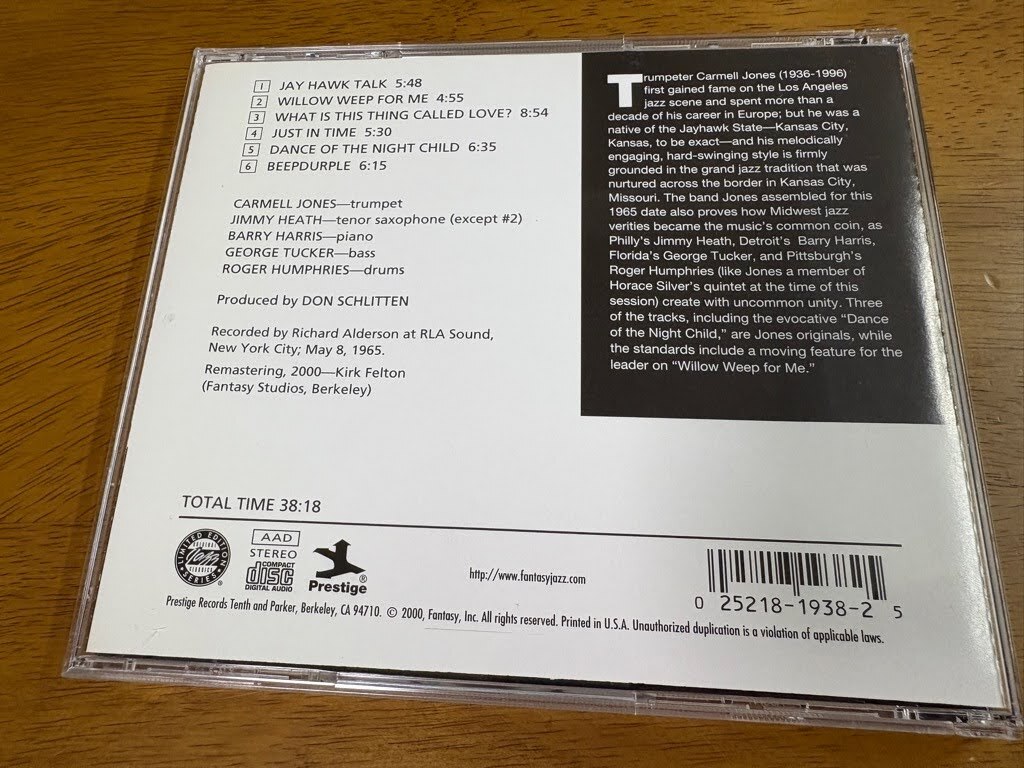 1 JAY HAWK TALK 5:48
2 WILLOW WEEP FOR ME 4:55
3 WHAT IS THIS THING CALLED LOVE? 8:54
4 JUST IN TIME 5:30
5 DANCE OF THE NIGHT CHILD 6:35
6 BEEPDURPLE 6:15
CARMELL JONES—trumpet
JIMMY HEATH—tenor saxophone (except #2)
BARRY HARRIS—piano
GEORGE TUCKER—bass
ROGER HUMPHRIES—drums
Produced by DON SCHLITTEN
Recorded by Richard Alderson at RLA Sound,
New York City; May 8, 1965.
Remastering, 2000—Kirk Felton
(Fantasy Studios, Berkeley)
Trumpeter Carmell Jones (1936-1996)
first gained fame on the Los Angeles
jazz scene and spent more than a
decade of his career in Europe; but he was a
native of the Jayhawk State—Kansas City,
Kansas, to be exact—and his melodically
engaging, hard-swinging style is firmly
grounded in the grand jazz tradition that was
nurtured across the border in Kansas City,
Missouri. The band Jones assembled for this
1965 date also proves how Midwest jazz
verities became the music's common coin, as
Philly's Jimmy Heath, Detroit's Barry Harris,
Florida's George Tucker, and Pittsburgh's
Roger Humphries (like Jones a member of
Horace Silver's quintet at the time of this
session) create with uncommon unity. Three
of the tracks, including the evocative “Dance
of the Night Child,” are Jones originals, while
the standards include a moving feature for the
leader on “Willow Weep for Me.”
TOTAL TIME 38:18
LIMITED EDITION
ORIGINAL
Jazz
CLASSICS
SERIES
AAD
STEREO
COMPACT
disc
DIGITAL AUDIO
Prestige®
http://www.fantasyjazz.com
0 25218-1938-2 5
Prestige Records Tenth and Parker, Berkeley, CA 94710. © 2000, Fantasy, Inc. All rights reserved. Printed in U.S.A. Unauthorized duplication is a violation of applicable laws.